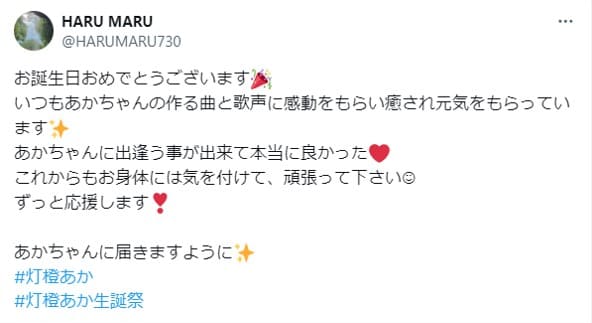 HARU MARU
@HARUMARU730
お誕生日おめでとうございます🎉
いつもあかちゃんの作る曲と歌声に感動をもらい癒され元気をもらってい
ます✨
あかちゃんに出逢う事が出来て本当に良かった❤️
これからもお身体には気を付けて、頑張って下さい☺
ずっと応援します❣️
あかちゃんに届きますように✨
#灯橙あか
#灯橙あか生誕祭